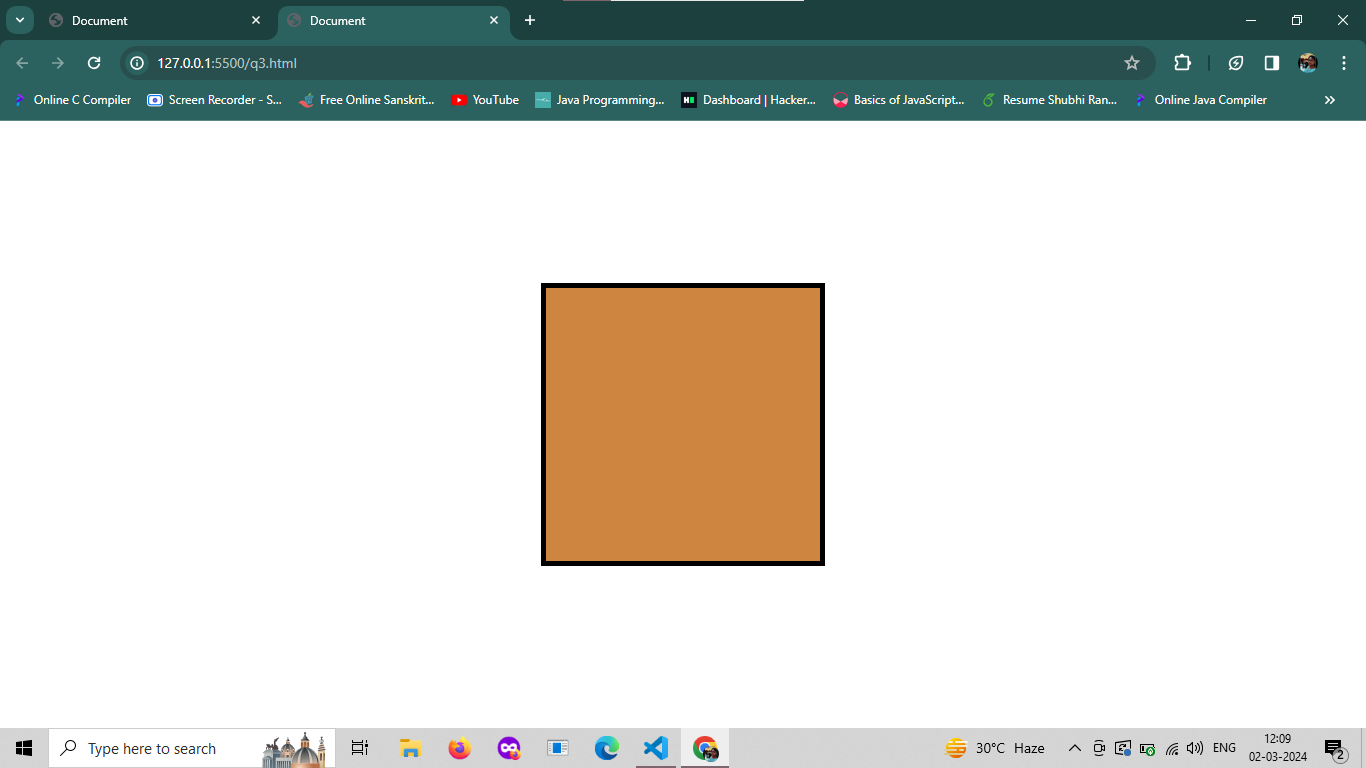 Document
Document
127.0.0.1:5500/q3.html
Online C Compiler
Screen Recorder - S...
Free Online Sanskrit...
YouTube
Java Programming...
Dashboard | Hacker...
Basics of JavaScript...
Resume Shubhi Ran...
Online Java Compiler
Type here to search
30°C Haze
ENG
12:09
02-03-2024
2